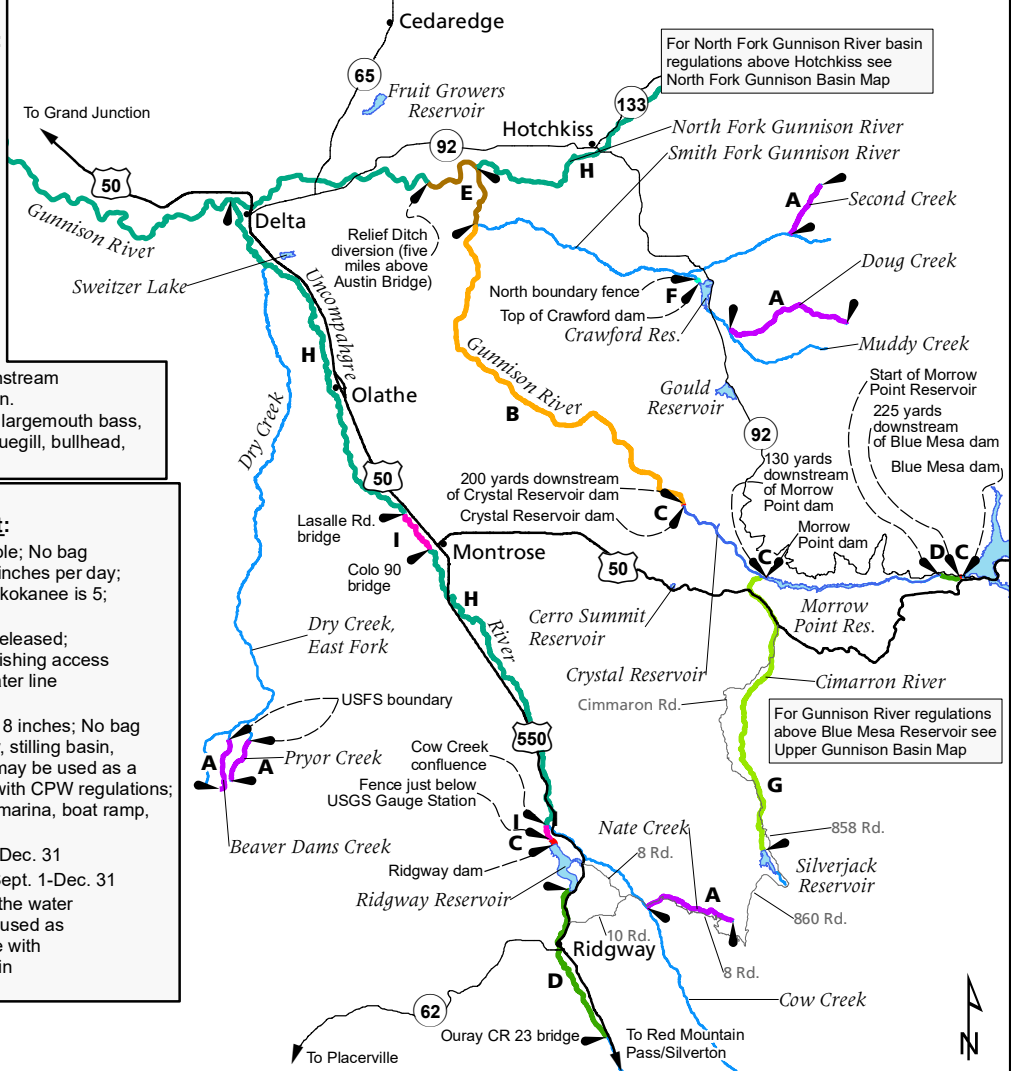 Cedaredge
65
Fruit Growers
Reservoir
To Grand Junction
For North Fork Gunnison River basin
regulations above Hotchkiss see
North Fork Gunnison Basin Map
133
Hotchkiss
92
North Fork Gunnison River
Smith Fork Gunnison River
H
50
E
A
Second Creek
Gunnison River
Delta
Relief Ditch
diversion (five
miles above
Austin Bridge)
Sweitzer Lake
Uncompahgre
Doug Creek
A
North boundary fence
F
Top of Crawford dam
Crawford Res.
Muddy Creek
H
Gunnison River
B
Olathe
Dry Creek
Gould
Reservoir
Start of Morrow
Point Reservoir
225 yards
downstream
of Blue Mesa dam
Blue Mesa dam
92
130 yards
downstream
of Morrow
Point dam
Morrow
Point dam
nstream
n.
largemouth bass,
uegill, bullhead,
50
200 yards downstream
of Crystal Reservoir dam
Crystal Reservoir dam
C
Lasalle Rd.
bridge
I
Colo 90
bridge
Montrose
50
C
D
C
Morrow
Point Res.
Cerro Summit
Reservoir
H
River
Crystal Reservoir
Cimmaron Rd.
Cimarron River
t:
ble; No bag
inches per day;
kokanee is 5;
eleased;
ishing access
ater line
8 inches; No bag
, stilling basin,
may be used as a
with CPW regulations;
marina, boat ramp,
Dec. 31
Sept. 1-Dec. 31
the water
used as
e with
in
Dry Creek,
East Fork
USFS boundary
A
A
Pryor Creek
Beaver Dams Creek
For Gunnison River regulations
above Blue Mesa Reservoir see
Upper Gunnison Basin Map
550
Cow Creek
confluence
Fence just below
USGS Gauge Station
I
I
C
Ridgway dam
Ridgway Reservoir
G
Nate Creek
8 Rd.
858 Rd.
Silverjack
Reservoir
A
860 Rd.
10 Rd.
Ridgway
8 Rd.
D
Cow Creek
62
Ouray CR 23 bridge
To Placerville
To Red Mountain
Pass/Silverton
N